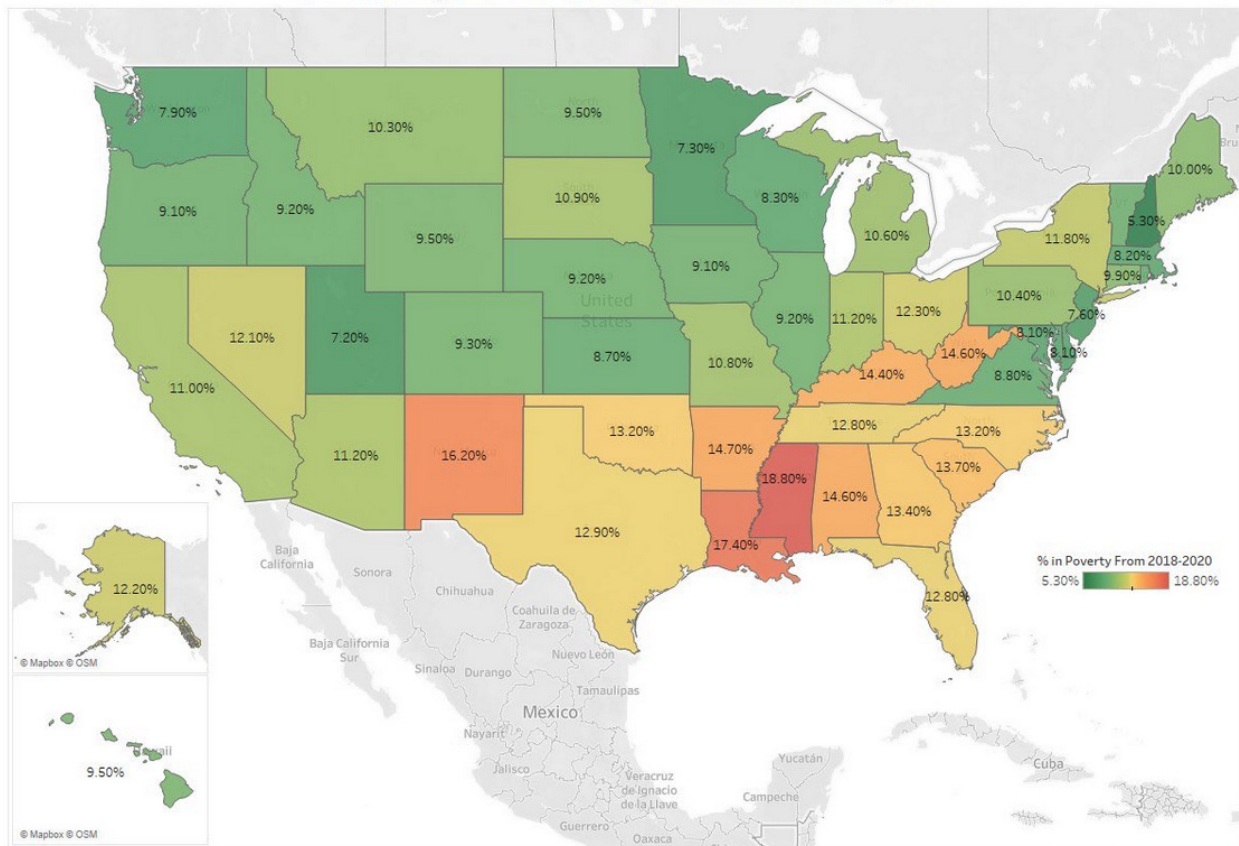 7.90%
10.30%
9.50%
7.30%
9.10%
9.20%
10.90%
8.30%
10.60%
10.00%
5.30%
11.80%
8.20%
9.90%
9.50%
9.20%
9.10%
United
States
9.20%
11.20%
12.30%
10.40%
7.60%
8.10%
8.10%
12.10%
7.20%
9.30%
8.70%
10.80%
14.60%
14.40%
8.80%
11.00%
11.20%
16.20%
13.20%
14.70%
12.80%
13.20%
13.70%
18.80%
14.60%
13.40%
12.90%
17.40%
12.80%
% in Poverty From 2018-2020
5.30%
18.80%
12.20%
© Mapbox © OSM
Hawaii
9.50%
© Mapbox © OSM
Baja
California
Sonora
Chihuahua
Coahuila de
Zaragoza
Baja California
Sur
Sinaloa
Durango
Nuevo León
Tamaulipas
Mexico
Nayarit
Jalisco
Veracruz
de Ignacio
de la Llave
Yucatán
Campeche
Cuba
Guerrero
Oaxaca